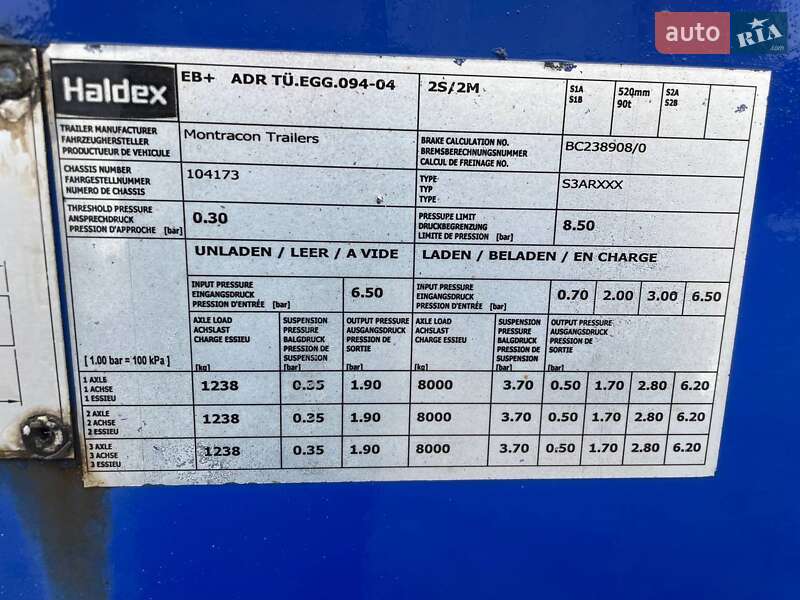 auto RIA.com
Haldex
EB+ ADR TÜ.EGG.094-04 2S/2M S1A 520mm S2A
S1B 90t S2B
TRAILER MANUFACTURER
FAHRZEUGHERSTELLER
PRODUCTUEUR DE VEHICULE
Montracon Trailers
BRAKE CALCULATION NO.
BREMSBERECHNUNGSNUMMER
CALCUL DE FREINAGE NO.
BC238908/0
CHASSIS NUMBER
FAHRGESTELLNUMMER
NUMERO DE CHASSIS
104173
TYPE
TYP
TYPE
S3ARXXX
THRESHOLD PRESSURE
ANSPRECHDRUCK
PRESSION D'APPROCHE [bar]
0.30
PRESSUPE LIMIT
DRUCKBEGRENZUNG
LIMITE DE PRESSION [bar]
8.50
UNLADEN / LEER / A VIDE LADEN / BELADEN / EN CHARGE
INPUT PRESSURE
EINGANGSDRUCK
PRESSION D'ENTRÉE [bar]
6.50
INPUT PRESSURE
EINGANGSDRUCK
PRESSION D'ENTRÉE [bar]
0.70 2.00 3.00 6.50
[ 1.00 bar = 100 kPa ]
AXLE LOAD
ACHSLAST
CHARGE ESSIEU
[kg]
SUSPENSION
PRESSURE
BALGDRUCK
PRESSION DE
SUSPENSION
[bar]
OUTPUT PRESSURE
AUSGANGSDRUCK
PRESSION DE
SORTIE
[bar]
AXLE LOAD
ACHSLAST
CHARGE ESSIEU
[kg]
SUSPENSION
PRESSURE
BALGDRUCK
PRESSION DE
SUSPENSION
[bar]
OUTPUT PRESSURE
AUSGANGSDRUCK
PRESSION DE
SORTIE
[bar]
1 AXLE
1 ACHSE
1 ESSIEU
1238 0.35 1.90 8000 3.70 0.50 1.70 2.80 6.20
2 AXLE
2 ACHSE
2 ESSIEU
1238 0.35 1.90 8000 3.70 0.50 1.70 2.80 6.20
3 AXLE
3 ACHSE
3 ESSIEU
1238 0.35 1.90 8000 3.70 0.50 1.70 2.80 6.20